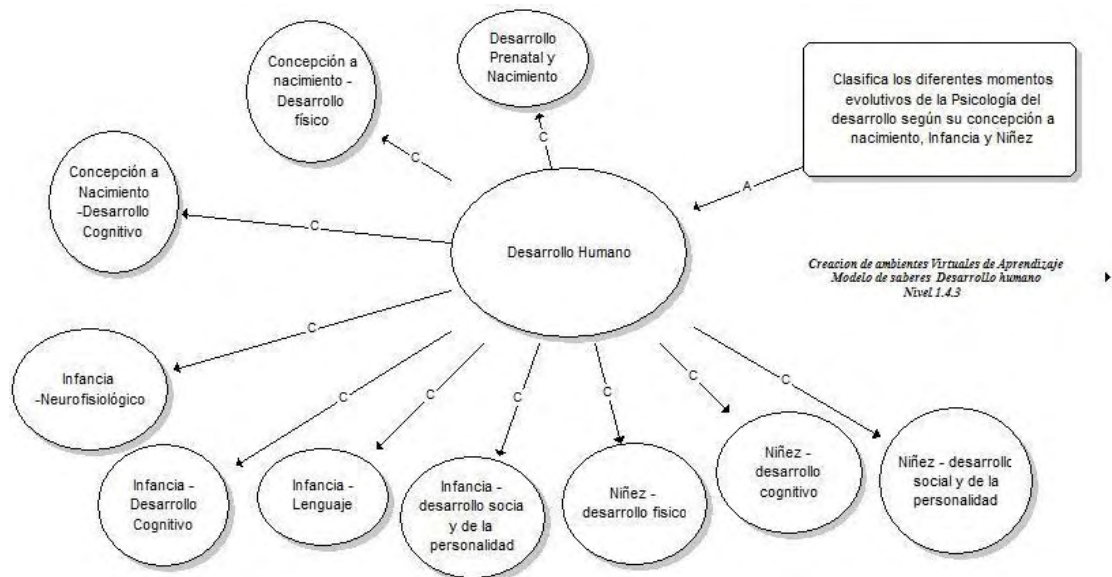 Desarrollo
Prenatal y
Nacimiento
Concepción a
nacimiento -
Desarrollo
físico
Clasifica los diferentes momentos
evolutivos de la Psicología del
desarrollo según su concepción a
nacimiento, Infancia y Niñez
C
C
A
Concepción a
Nacimiento
-Desarrollo
Cognitivo
C
Desarrollo Humano
Creacion de ambientes Virtuales de Aprendizaje
Modelo de saberes Desarrollo humano
Nivel 1.4.3
C
Infancia
-Neurofisiológico
C
C
C
C
C
C
Infancia -
Desarrollo
Cognitivo
Infancia -
Lenguaje
Infancia -
desarrollo socia
y de la
personalidad
Niñez -
desarrollo fisico
Niñez -
desarrollo
cognitivo
Niñez - desarrollo
social y de la
personalidad